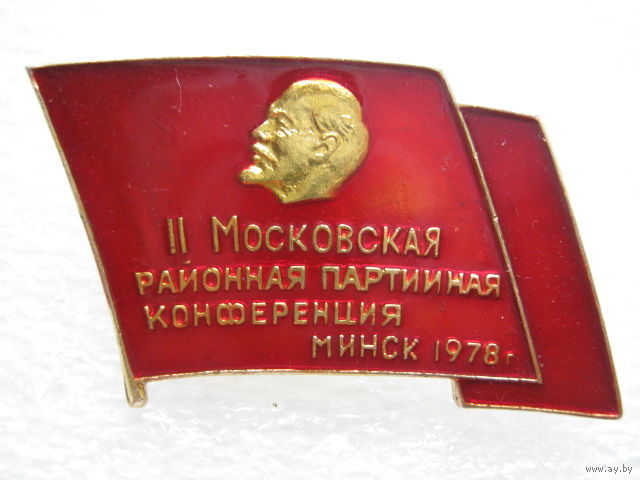 II МОСКОВСКАЯ
РАЙОННАЯ ПАРТИЙНАЯ
КОНФЕРЕНЦИЯ
МИНСК 1978 г
www.ay.by